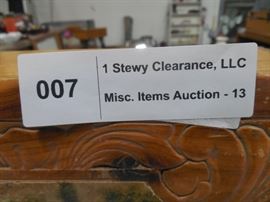 007
1 Stewy Clearance, LLC
Misc. Items Auction - 13